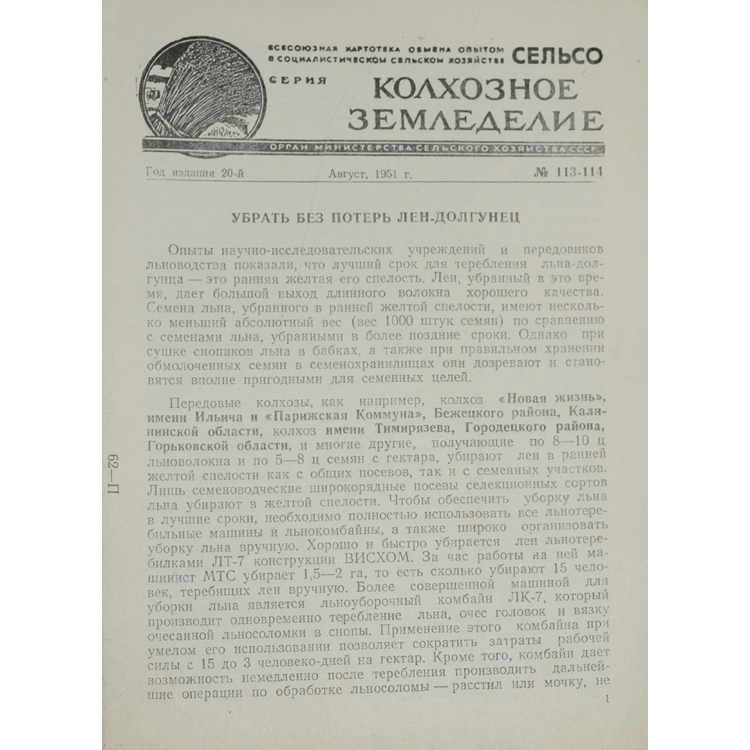 ВСЕСОЮЗНАЯ КАРТОТЕКА ОБМЕНА ОПЫТОМ
В СОЦИАЛИСТИЧЕСКОМ СЕЛЬСКОМ ХОЗЯЙСТВЕ СЕЛЬСО
СЕРИЯ
КОЛХОЗНОЕ
ЗЕМЛЕДЕЛИЕ
ОРГАН МИНИСТЕРСТВА СЕЛЬСКОГО ХОЗЯЙСТВА СССР
Год издания 20-й Август, 1951 г. № 113-114
УБРАТЬ БЕЗ ПОТЕРЬ ЛЕН-ДОЛГУНЕЦ
Опыты научно-исследовательских учреждений и передовиков
льноводства показали, что лучший срок для теребления льна-дол-
гунца — это ранняя желтая его спелость. Лен, убранный в это вре-
мя, дает большой выход длинного волокна хорошего качества.
Семена льна, убранного в ранней желтой спелости, имеют несколь-
ко меньший абсолютный вес (вес 1000 штук семян) по сравнению
с семенами льна, убранными в более поздние сроки. Однако при
сушке снопиков льна в бабках, а также при правильном хранении
обмолоченных семян в семенохранилищах они дозревают и стано-
вятся вполне пригодными для семенных целей.
Передовые колхозы, как например, колхоз «Новая жизнь»,
имени Ильича и «Парижская Коммуна», Бежецкого района, Кали-
нинской области, колхоз имени Тимирязева, Городецкого района,
Горьковской области, и многие другие, получающие по 8—10 ц
льноволокна и по 5—8 ц семян с гектара, убирают лен в ранней
желтой спелости как с общих посевов, так и с семенных участков.
Лишь семеноводческие широкорядные посевы селекционных сортов
льна убирают в желтой спелости. Чтобы обеспечить уборку льна
в лучшие сроки, необходимо полностью использовать все льнотере-
бильные машины и льнокомбайны, а также широко организовать
уборку льна вручную. Хорошо и быстро убирается лен льнотере-
билками ЛТ-7 конструкции ВИСХОМ. За час работы на ней ма-
шинист МТС убирает 1,5—2 га, то есть сколько убирают 15 чело-
век, теребящих лен вручную. Более совершенной машиной для
уборки льна является льноуборочный комбайн ЛК-7, который
производит одновременно теребление льна, очес головок и вязку
очесанной льносоломки в снопы. Применение этого комбайна при
умелом его использовании позволяет сократить затраты рабочей
силы с 15 до 3 человеко-дней на гектар. Кроме того, комбайн дает
возможность немедленно после теребления производить дальней-
шие операции по обработке льносоломы — расстил или мочку, не
1
62—П